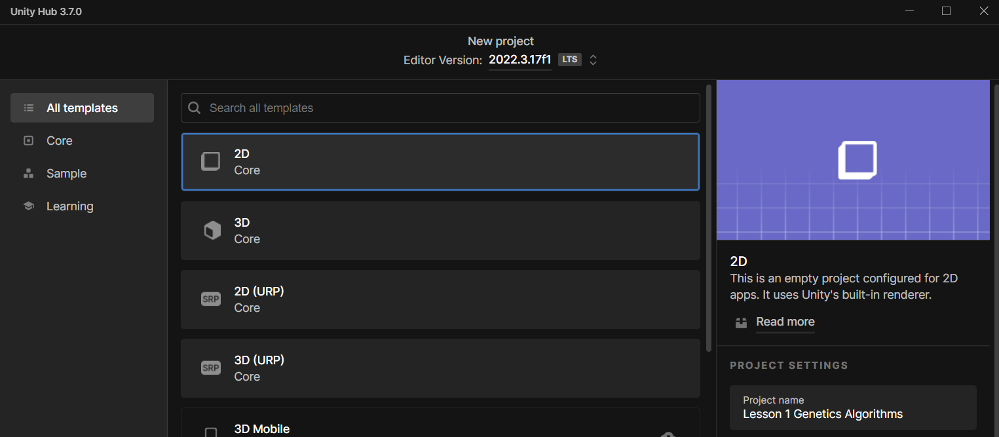 Unity Hub 3.7.0
New project
Editor Version: 2022.3.17f1 LTS
All templates
Core
Sample
Learning
Search all templates
2D
Core
3D
Core
SRP
2D (URP)
Core
SRP
3D (URP)
Core
3D Mobile
2D
This is an empty project configured for 2D
apps. It uses Unity's built-in renderer.
Read more
PROJECT SETTINGS
Project name
Lesson 1 Genetics Algorithms